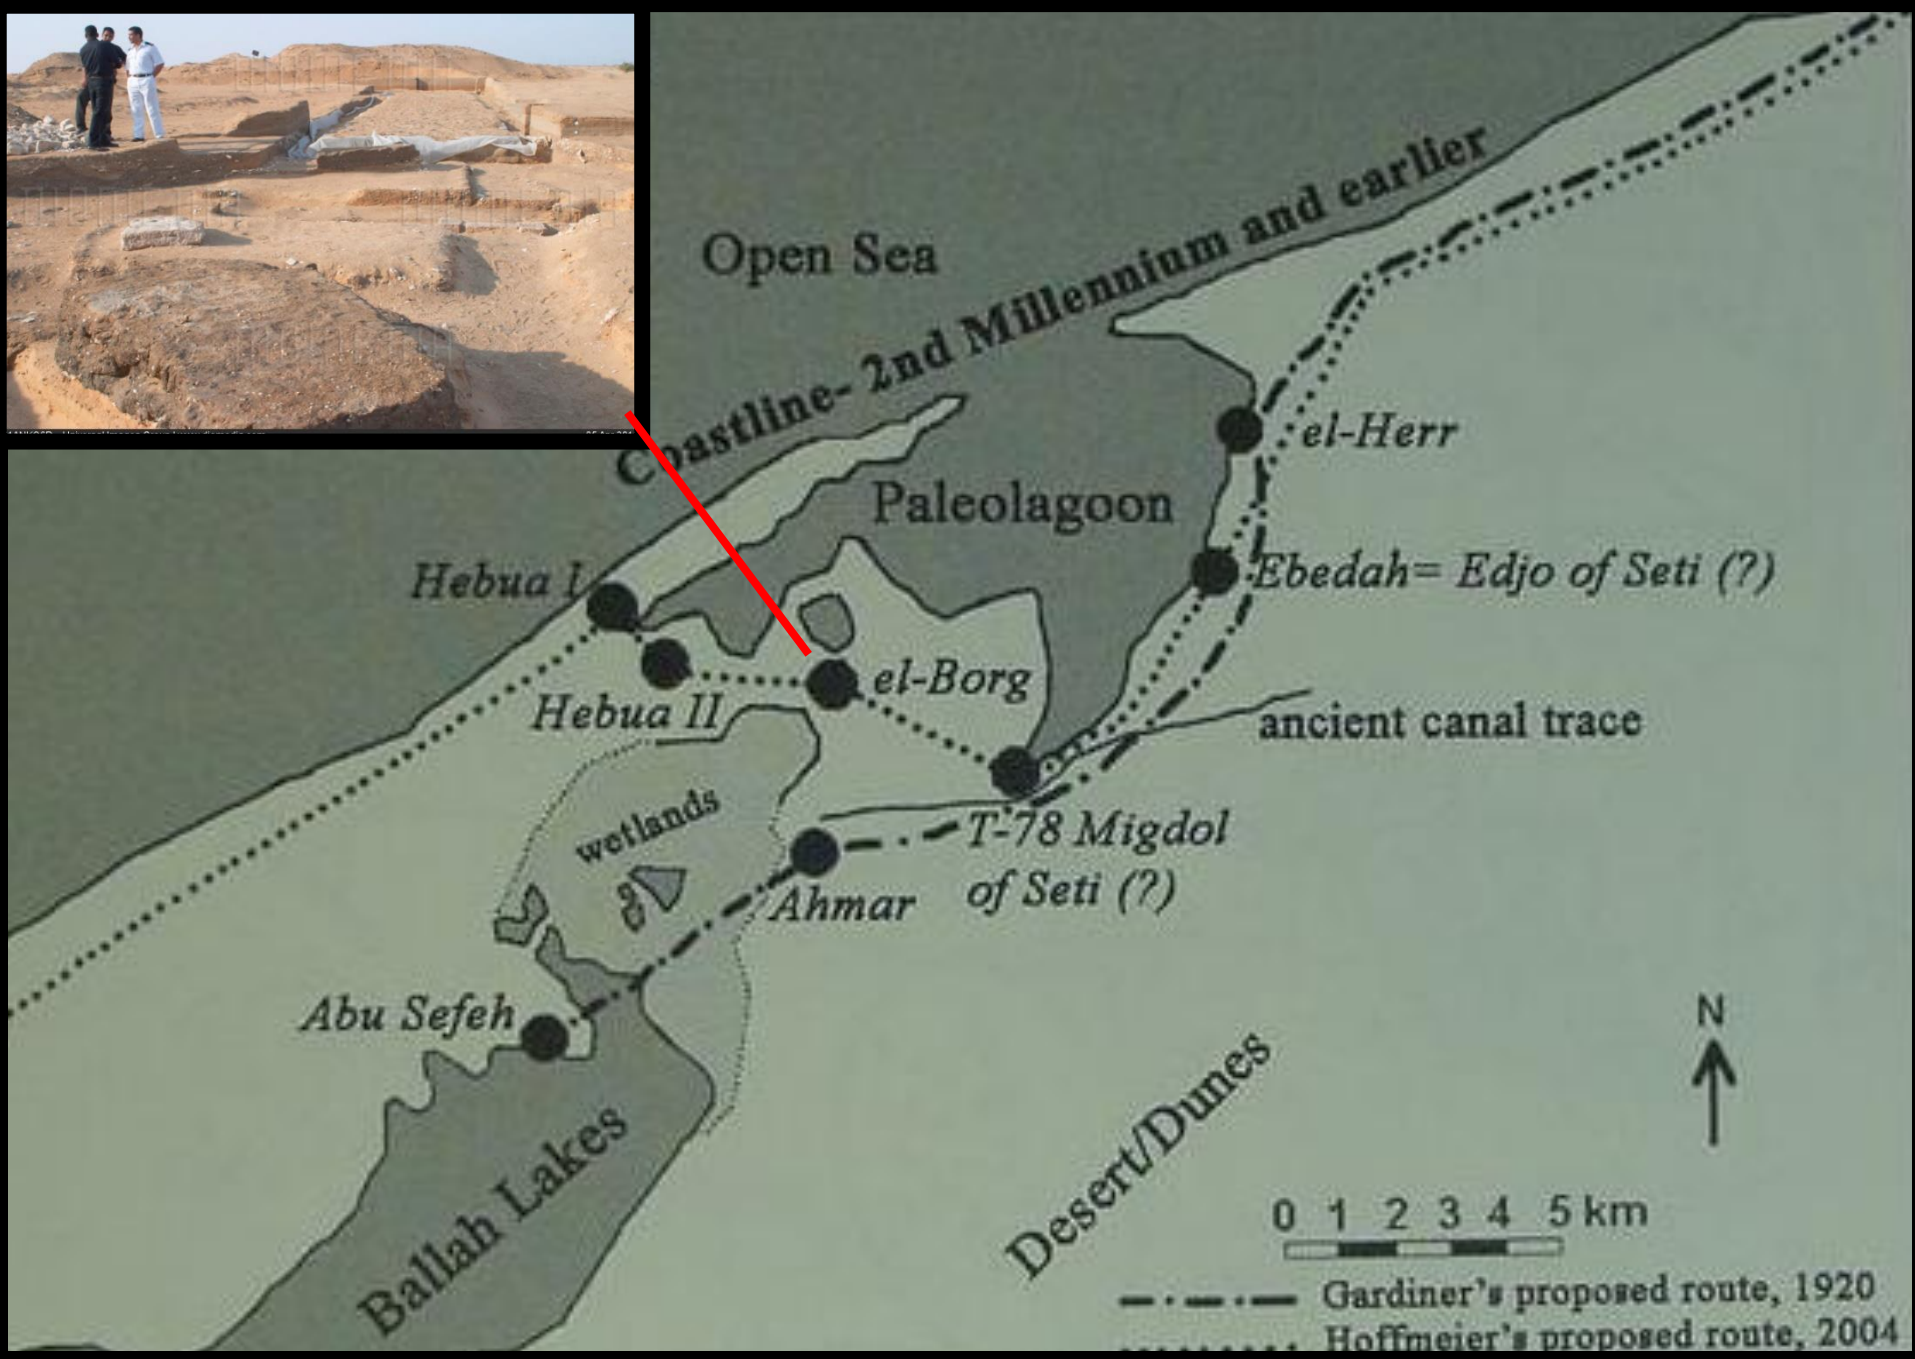 Open Sea
Coastline- 2nd Millennium and earlier
Paleolagoon
el-Herr
Hebua I
Ebedah= Edjo of Seti (?)
el-Borg
Hebua II
ancient canal trace
wetlands
T-78 Migdol
of Seti (?)
Ahmar
Abu Sefeh
N
Desert/Dunes
Ballah Lakes
0 1 2 3 4 5 km
Gardiner's proposed route, 1920
Hoffmeier's proposed route, 2004